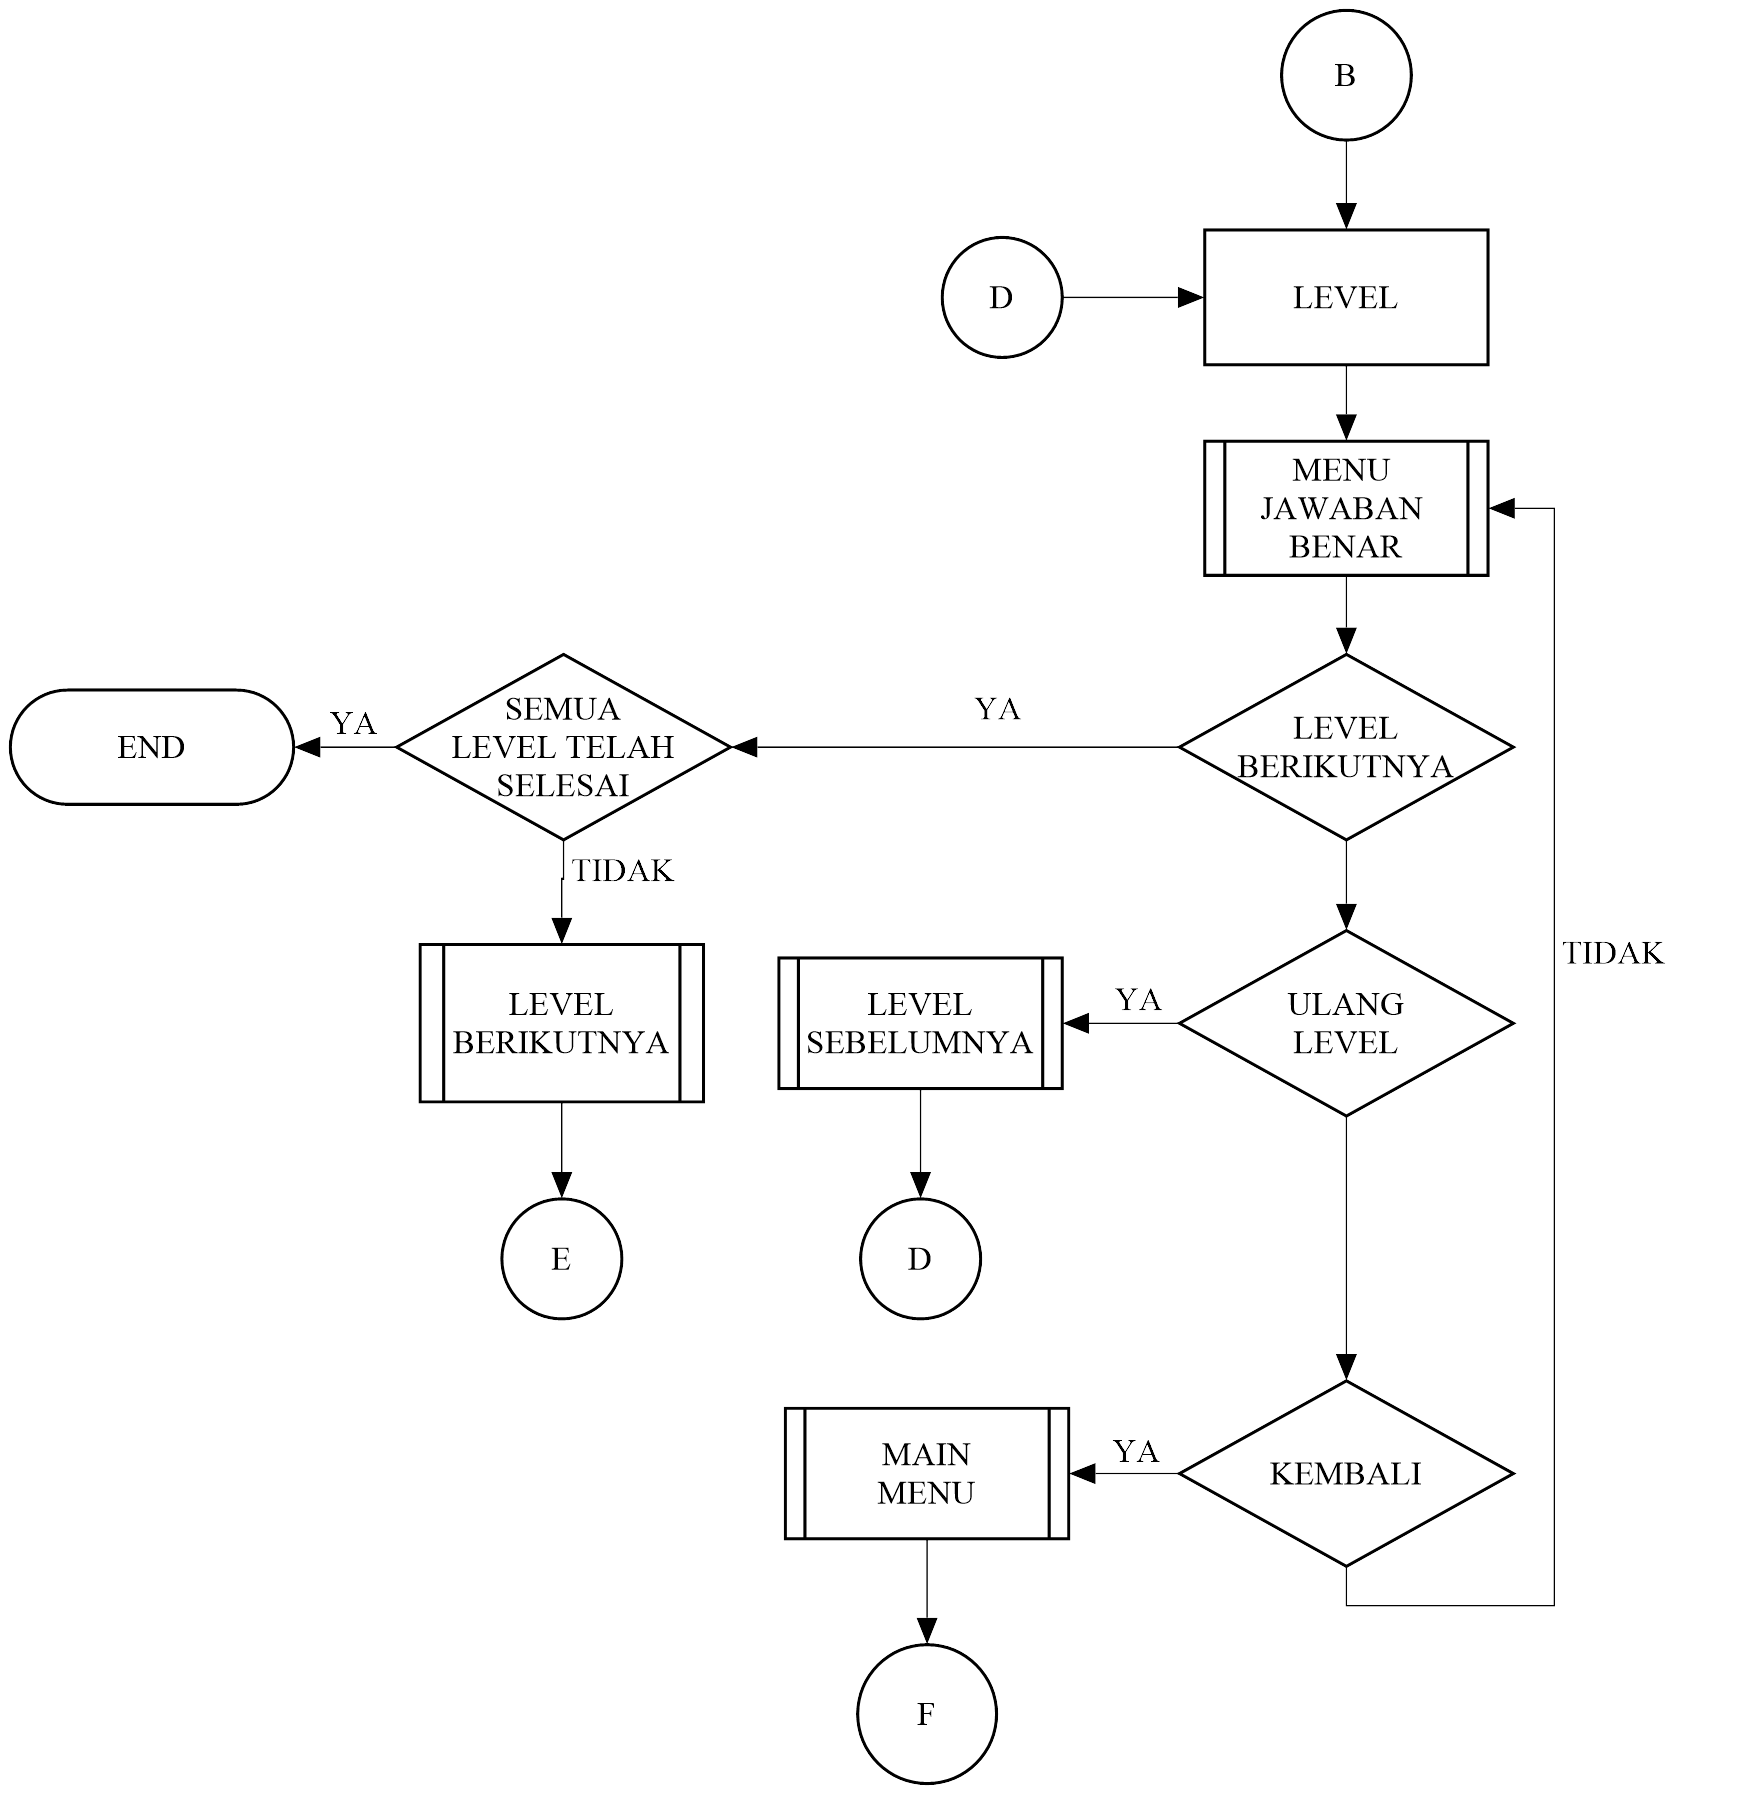 B
D
LEVEL
MENU
JAWABAN
BENAR
END
YA
SEMUA
LEVEL TELAH
SELESAI
YA
LEVEL
BERIKUTNYA
TIDAK
TIDAK
LEVEL
BERIKUTNYA
LEVEL
SEBELUMNYA
YA
ULANG
LEVEL
E
D
MAIN
MENU
YA
KEMBALI
F